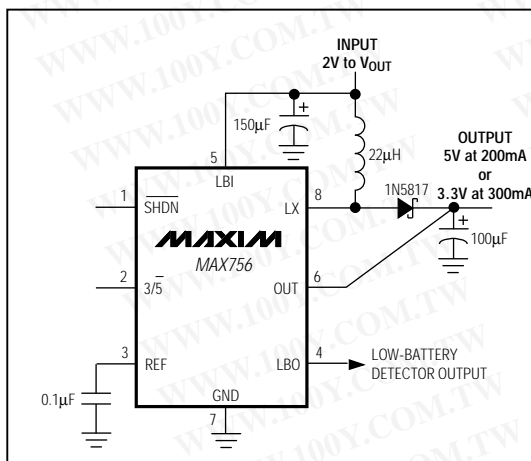 INPUT
2V to VOUT
150µF
+
22µH
OUTPUT
5V at 200mA
or
3.3V at 300mA
5
LBI
1
SHDN
8
LX
1N5817
+
100µF
MAXIM
MAX756
2
3/5
6
OUT
3
REF
4
LBO
LOW-BATTERY
DETECTOR OUTPUT
0.1µF
GND
7
WWW.100Y.COM.TW